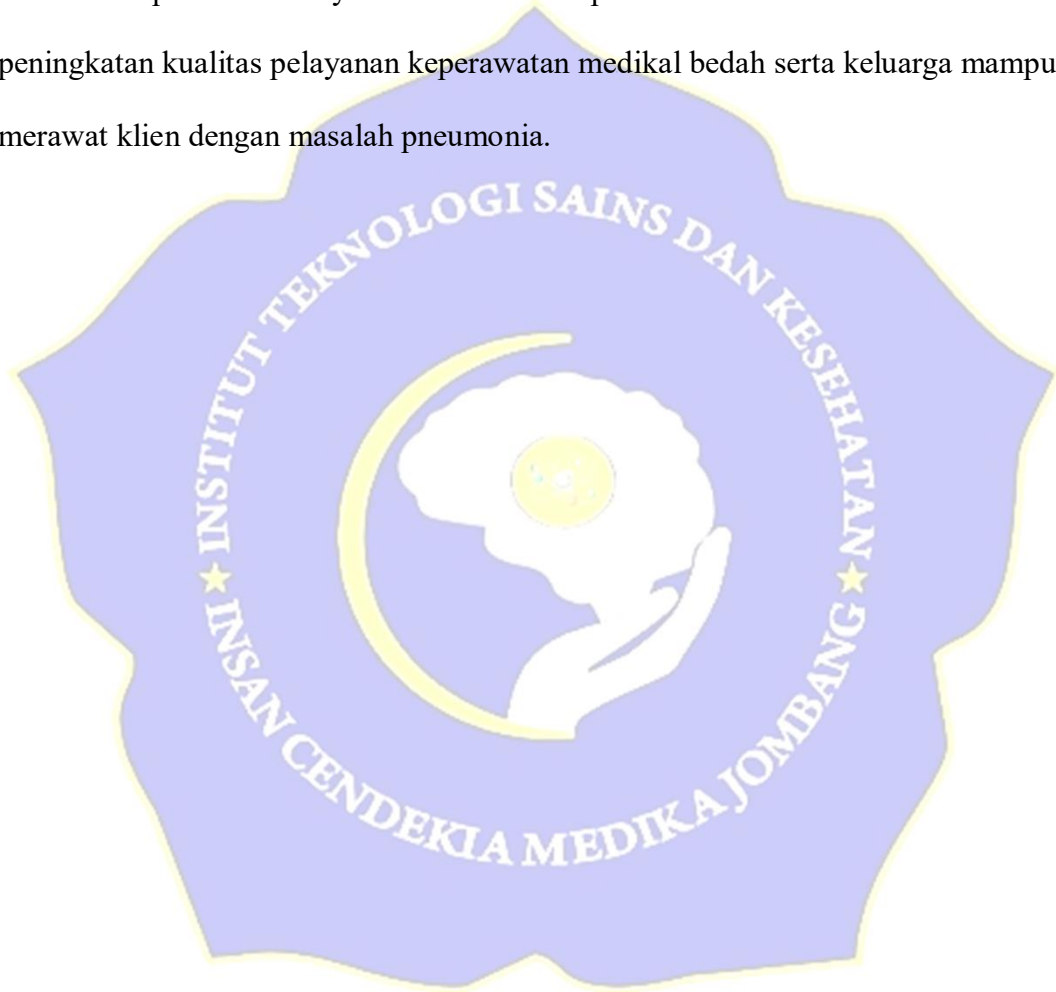 peningkatan kualitas pelayanan keperawatan medikal bedah serta keluarga mampu
merawat klien dengan masalah pneumonia.
INSTITUT TEKNOLOGI SAINS DAN KESEHATAN
INSAN CENDEKIA MEDIKA JOMBANG